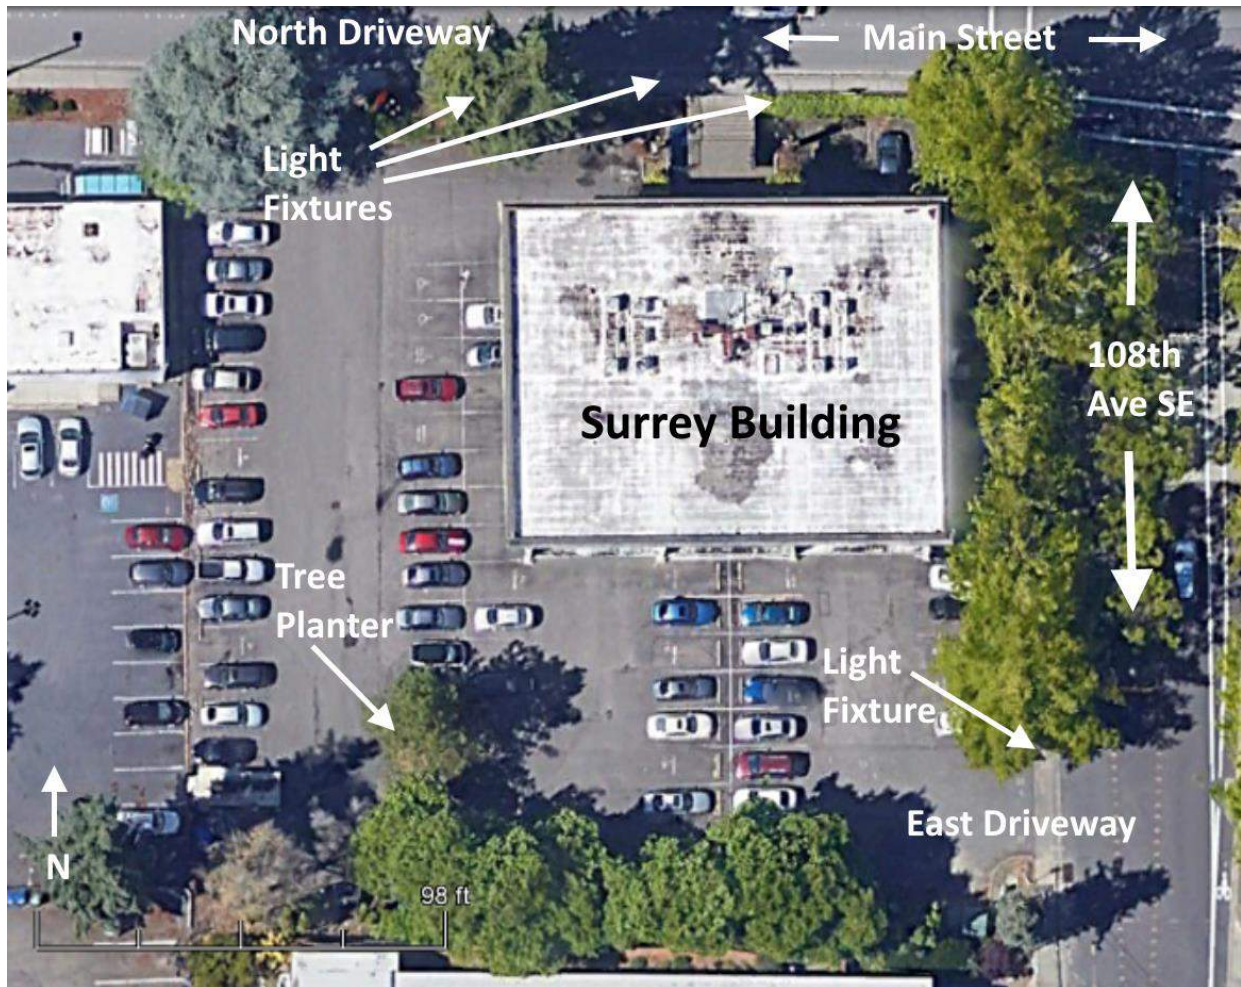 North Driveway
Main Street
Light
Fixtures
108th
Ave SE
Surrey Building
Tree
Planter
Light
Fixture
East Driveway
N
98 ft